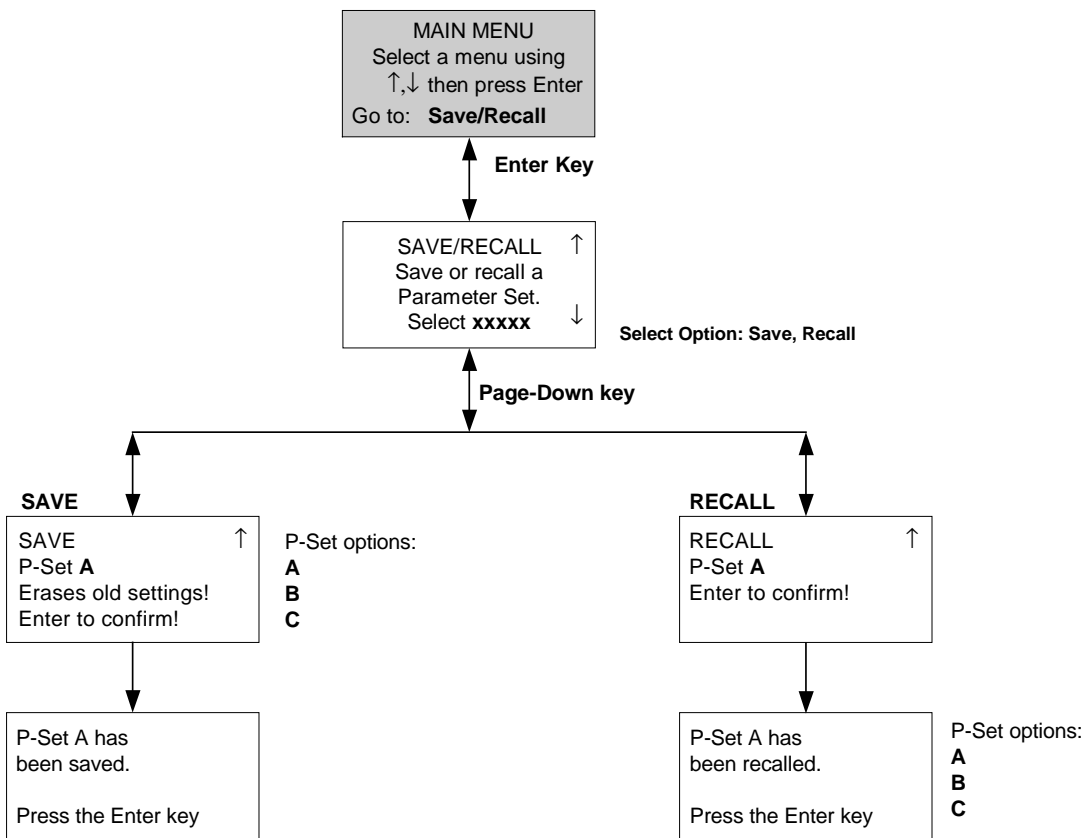 MAIN MENU
Select a menu using
↑,↓ then press Enter
Go to: Save/Recall
Enter Key
SAVE/RECALL ↑
Save or recall a
Parameter Set.
Select xxxxx ↓
Select Option: Save, Recall
Page-Down key
SAVE
SAVE ↑
P-Set A
Erases old settings!
Enter to confirm!
P-Set options:
A
B
C
RECALL
RECALL ↑
P-Set A
Enter to confirm!
P-Set A has
been saved.
Press the Enter key
P-Set A has
been recalled.
Press the Enter key
P-Set options:
A
B
C